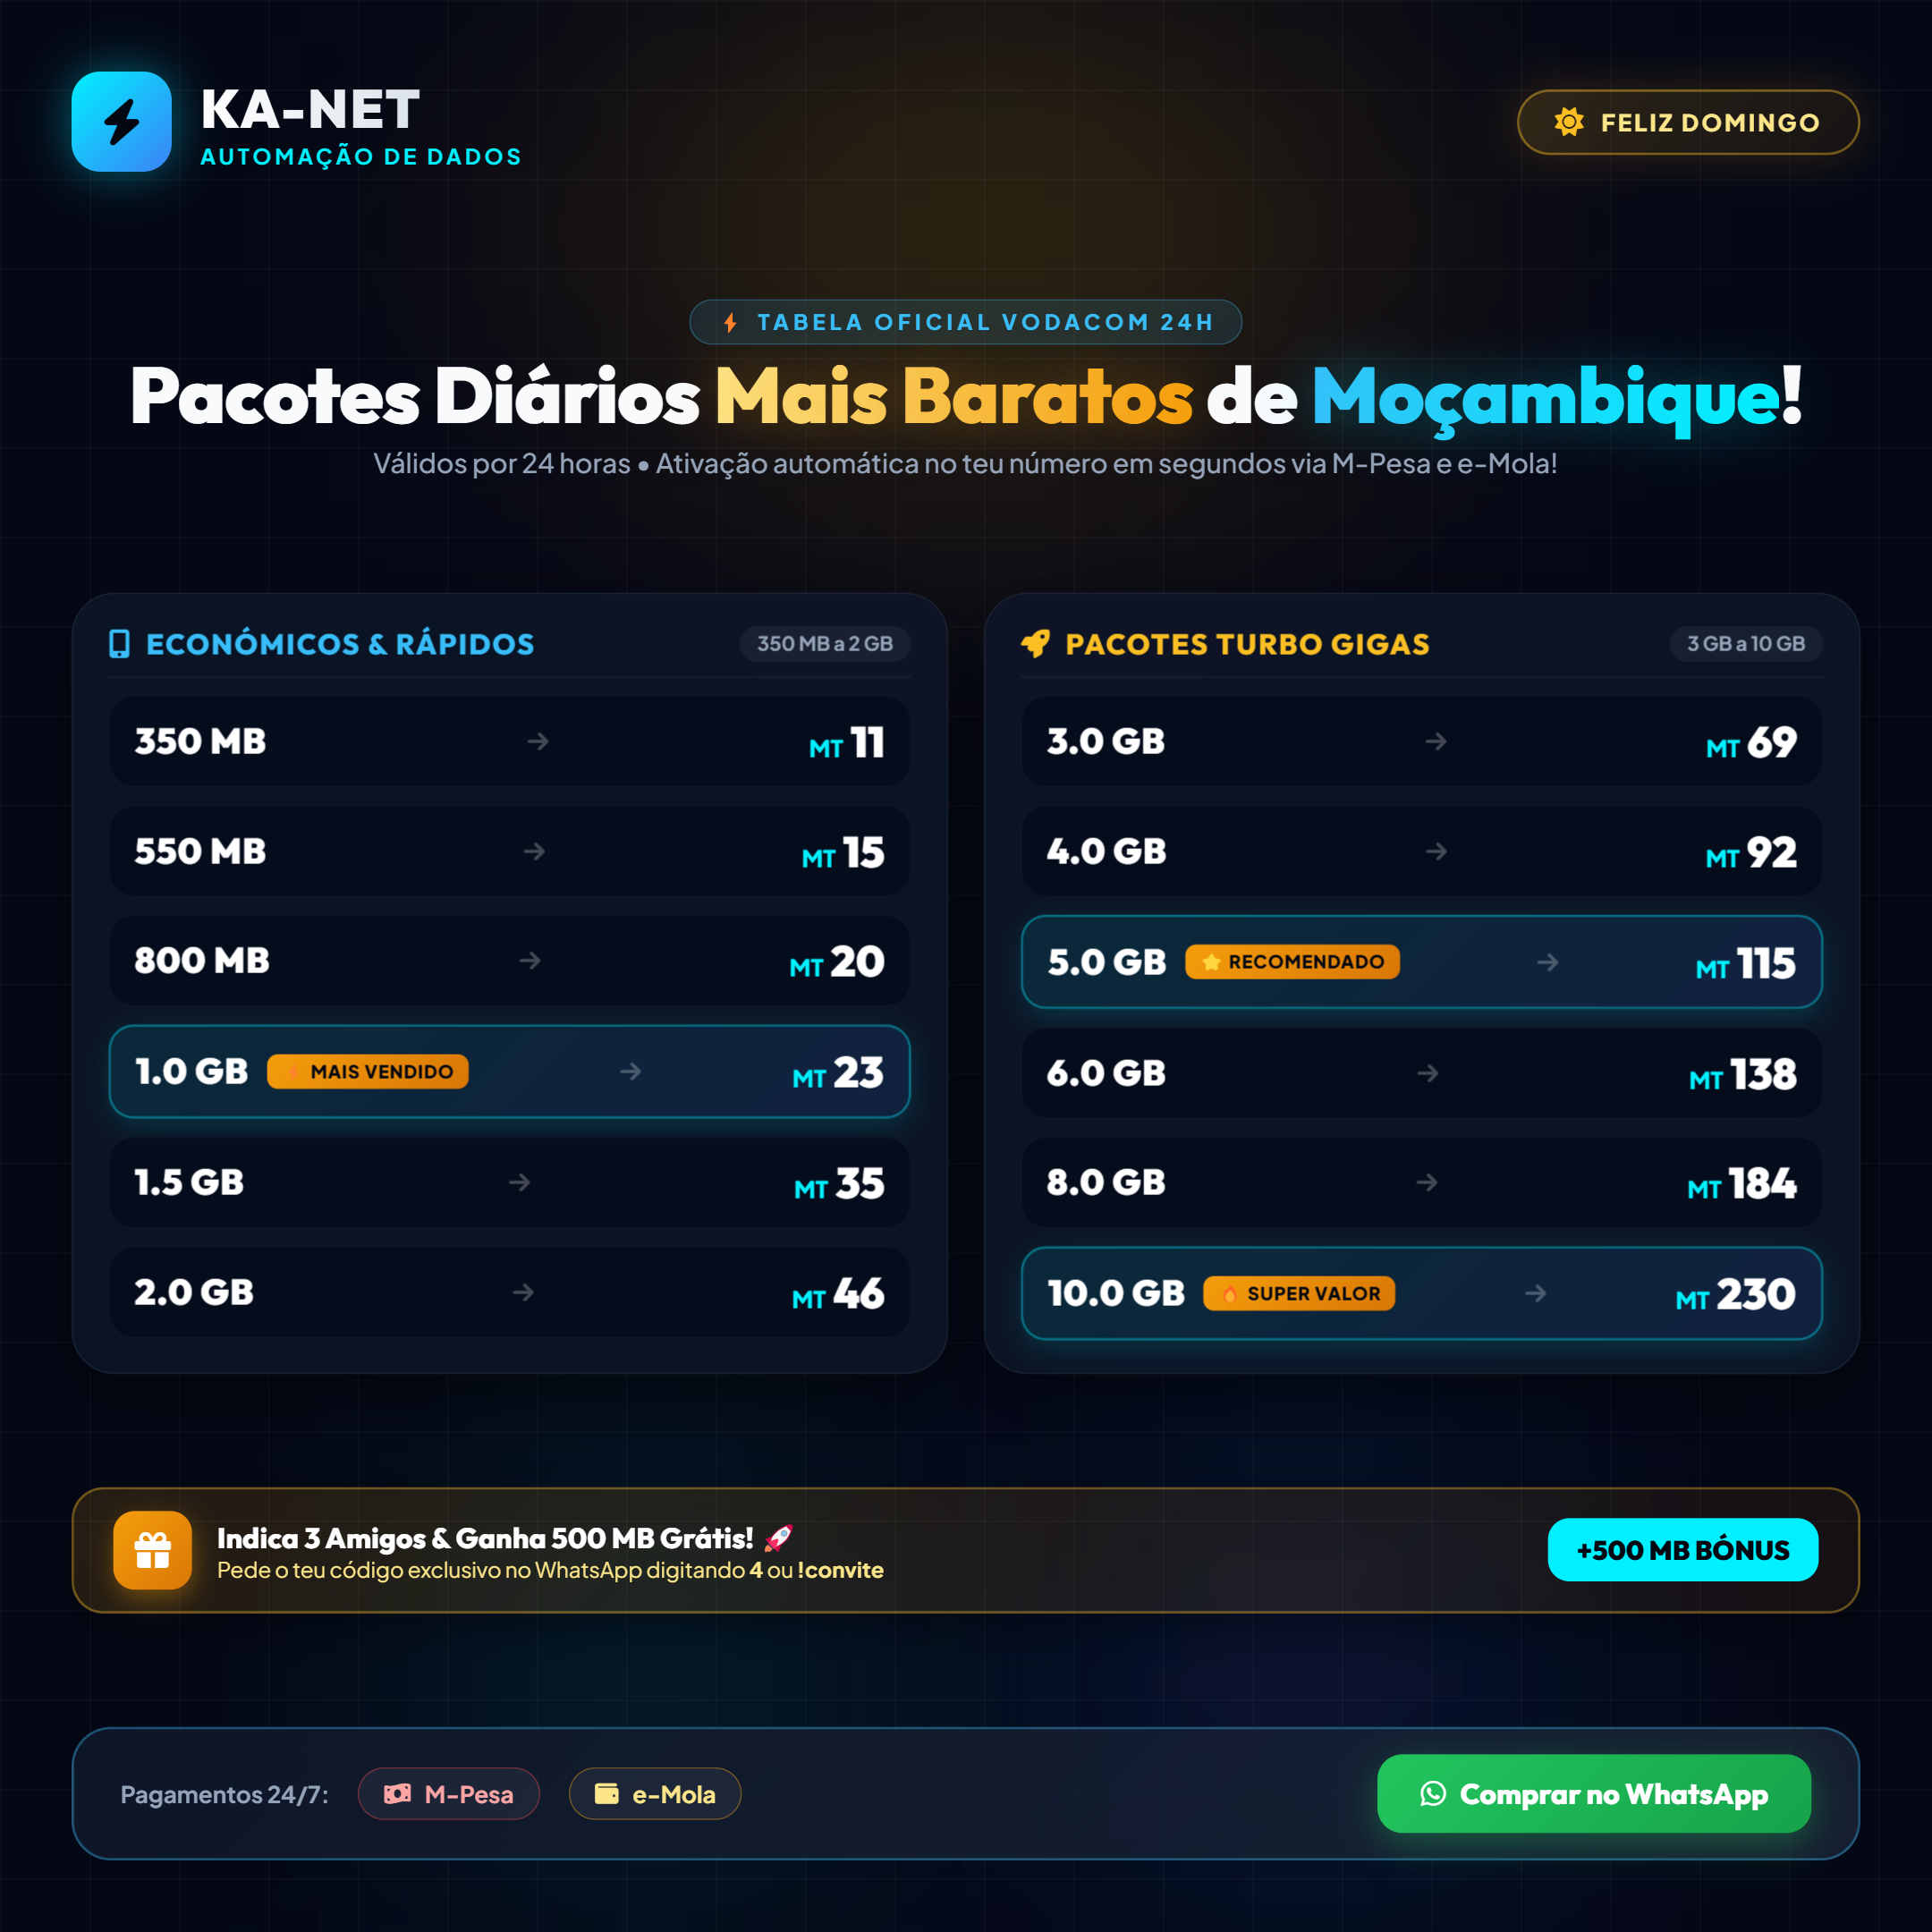 KA-NET
AUTOMAÇÃO DE DADOS
FELIZ DOMINGO
TABELA OFICIAL VODACOM 24H
Pacotes Diários Mais Baratos de Moçambique!
Válidos por 24 horas • Ativação automática no teu número em segundos via M-Pesa e e-Mola!
ECONÓMICOS & RÁPIDOS 350 MB a 2 GB
350 MB → MT 11
550 MB → MT 15
800 MB → MT 20
1.0 GB MAIS VENDIDO → MT 23
1.5 GB → MT 35
2.0 GB → MT 46
PACOTES TURBO GIGAS 3 GB a 10 GB
3.0 GB → MT 69
4.0 GB → MT 92
5.0 GB RECOMENDADO → MT 115
6.0 GB → MT 138
8.0 GB → MT 184
10.0 GB SUPER VALOR → MT 230
Indica 3 Amigos & Ganha 500 MB Grátis! 🚀
Pede o teu código exclusivo no WhatsApp digitando 4 ou !convite
+500 MB BÓNUS
Pagamentos 24/7: M-Pesa e-Mola
Comprar no WhatsApp